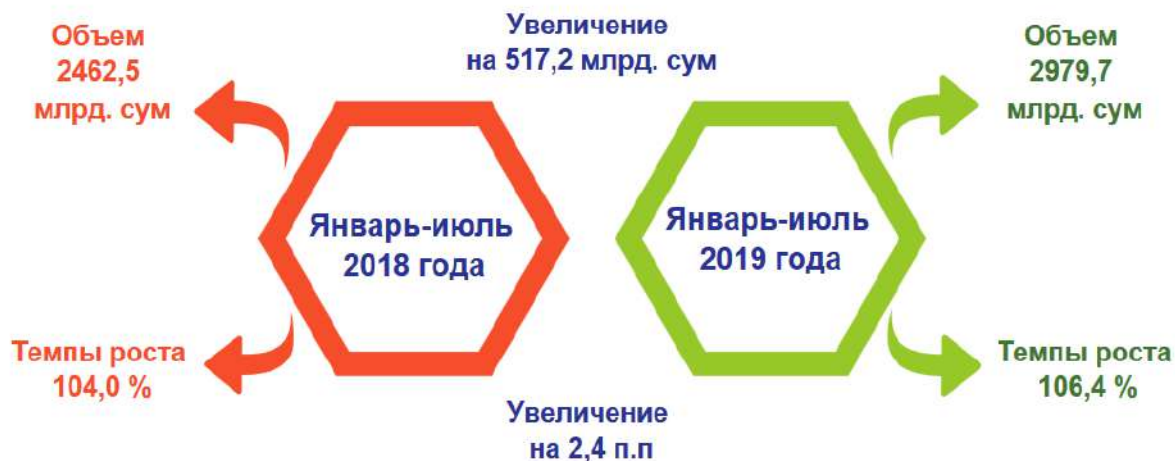 Объем
2462,5
млрд. сум
Увеличение
на 517,2 млрд. сум
Объем
2979,7
млрд. сум
Январь-июль
2018 года
Январь-июль
2019 года
Темпы роста
104,0 %
Темпы роста
106,4 %
Увеличение
на 2,4 п.п